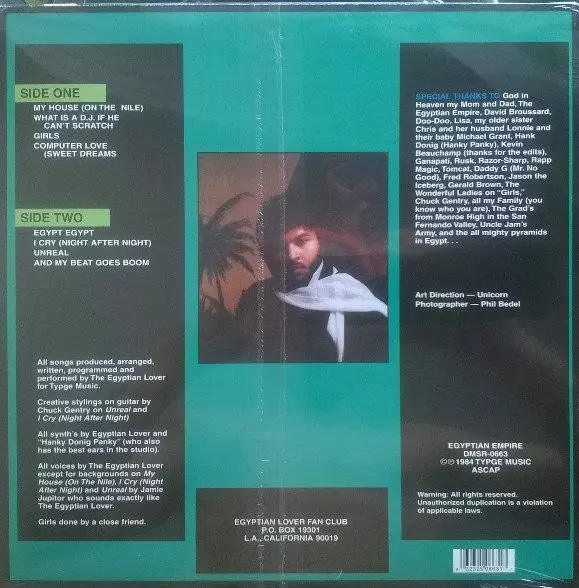 SIDE ONE
MY HOUSE (ON THE NILE)
WHAT IS A D.J. IF HE
CAN'T SCRATCH
GIRLS
COMPUTER LOVE
(SWEET DREAMS
SIDE TWO
EGYPT EGYPT
I CRY (NIGHT AFTER NIGHT)
UNREAL
AND MY BEAT GOES BOOM
All songs produced, arranged,
written, programmed and
performed by The Egyptian Lover
for Typge Music.
Creative stylings on guitar by
Chuck Gentry on Unreal and
I Cry (Night After Night)
All synth's by Egyptian Lover and
"Hanky Donig Panky" (who also
has the best ears in the studio).
All voices by The Egyptian Lover
except for backgrounds on My
House (On The Nile), I Cry (Night
After Night) and Unreal by Jamie
Jupitor who sounds exactly like
The Egyptian Lover.
Girls done by a close friend.
EGYPTIAN LOVER FAN CLUB
P.O. BOX 19301
L.A., CALIFORNIA 90019
SPECIAL THANKS TO God in
Heaven my Mom and Dad, The
Egyptian Empire, David Broussard,
Doo-Doo, Lisa, my older sister
Chris and her husband Lonnie and
their baby Michael Grant, Hank
Donig (Hanky Panky), Kevin
Beauchamp (thanks for the edits),
Ganapati, Rusk, Razor-Sharp, Rapp
Magic, Tomcat, Daddy G (Mr. No
Good), Fred Robertson, Jason the
Iceberg, Gerald Brown, The
Wonderful Ladies on "Girls,"
Chuck Gentry, all my Family (you
know who you are), The Grad's
from Monroe High in the San
Fernando Valley, Uncle Jam's
Army, and the all mighty pyramids
in Egypt...
Art Direction — Unicorn
Photographer — Phil Bedel
EGYPTIAN EMPIRE
DMSR-0663
©℗ 1984 TYPGE MUSIC
ASCAP
Warning: All rights reserved.
Unauthorized duplication is a violation
of applicable laws.